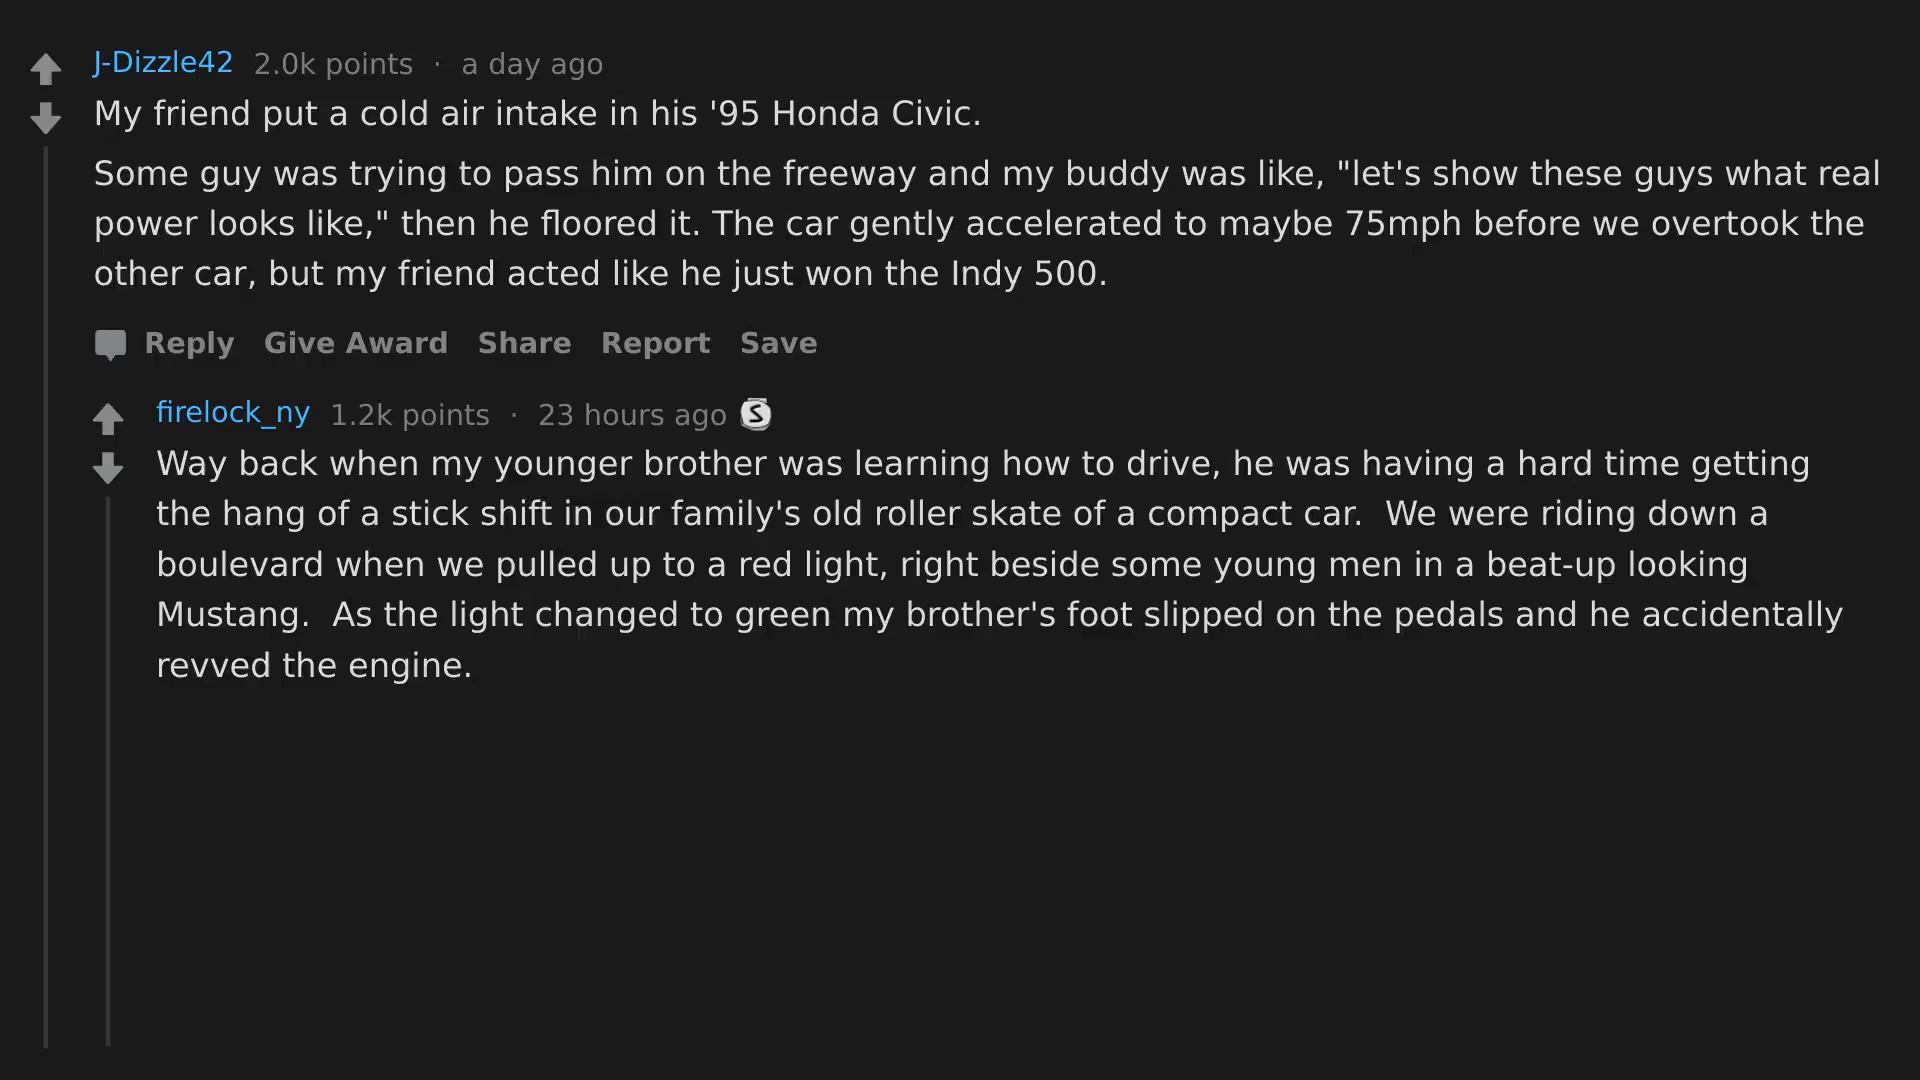 J-Dizzle42 2.0k points · a day ago
My friend put a cold air intake in his '95 Honda Civic.
Some guy was trying to pass him on the freeway and my buddy was like, "let's show these guys what real
power looks like," then he floored it. The car gently accelerated to maybe 75mph before we overtook the
other car, but my friend acted like he just won the Indy 500.
Reply Give Award Share Report Save
firelock_ny 1.2k points · 23 hours ago S
Way back when my younger brother was learning how to drive, he was having a hard time getting
the hang of a stick shift in our family's old roller skate of a compact car.  We were riding down a
boulevard when we pulled up to a red light, right beside some young men in a beat-up looking
Mustang.  As the light changed to green my brother's foot slipped on the pedals and he accidentally
revved the engine.